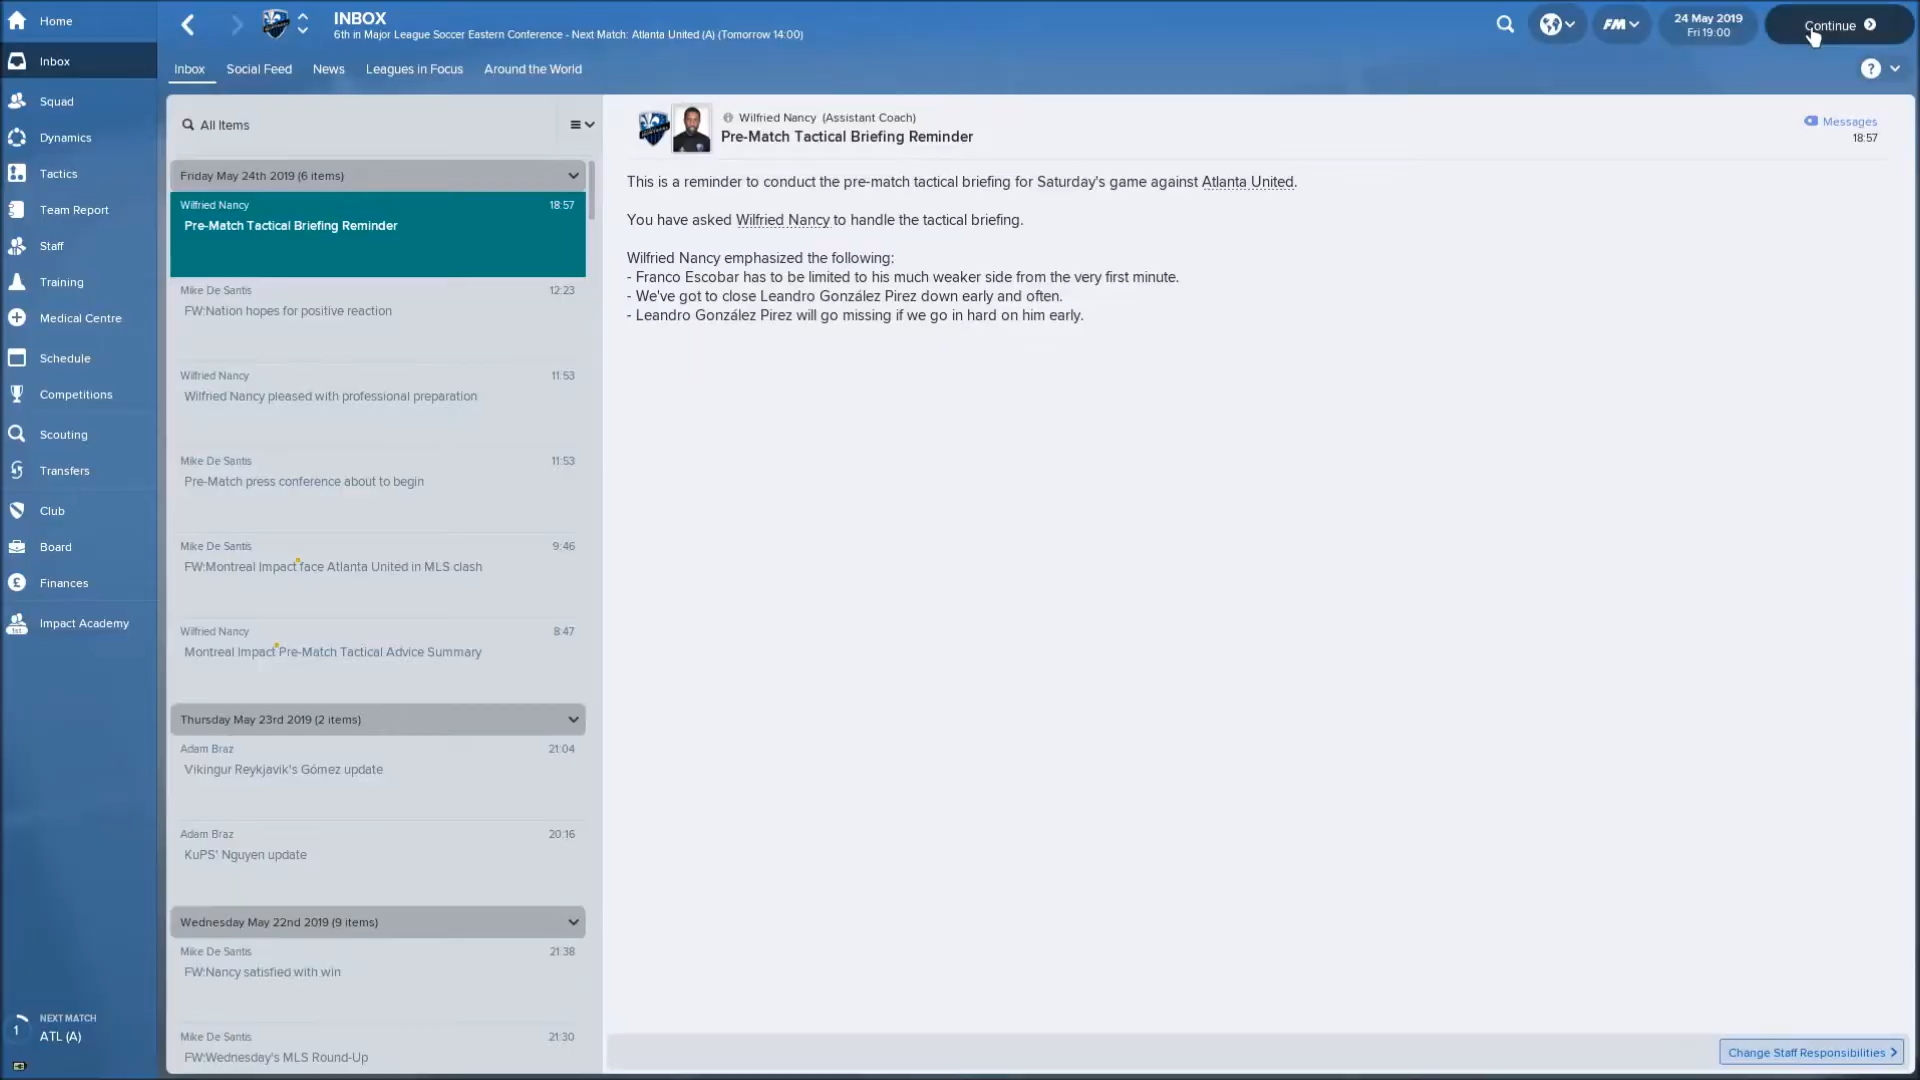 Home
Inbox
Squad
Dynamics
Tactics
Team Report
Staff
Training
Medical Centre
Schedule
Competitions
Scouting
Transfers
Club
Board
Finances
Impact Academy
1
NEXT MATCH
ATL (A)
INBOX
6th in Major League Soccer Eastern Conference - Next Match: Atlanta United (A) (Tomorrow 14:00)
FM
24 May 2019
Fri 19:00
Continue
Inbox
Social Feed
News
Leagues in Focus
Around the World
?
All Items
Friday May 24th 2019 (6 items)
Wilfried Nancy 18:57
Pre-Match Tactical Briefing Reminder
Mike De Santis 12:23
FW:Nation hopes for positive reaction
Wilfried Nancy 11:53
Wilfried Nancy pleased with professional preparation
Mike De Santis 11:53
Pre-Match press conference about to begin
Mike De Santis 9:46
FW:Montreal Impact face Atlanta United in MLS clash
Wilfried Nancy 8:47
Montreal Impact Pre-Match Tactical Advice Summary
Thursday May 23rd 2019 (2 items)
Adam Braz 21:04
Vikingur Reykjavik's Gómez update
Adam Braz 20:16
KuPS' Nguyen update
Wednesday May 22nd 2019 (9 items)
Mike De Santis 21:38
FW:Nancy satisfied with win
Mike De Santis 21:30
FW:Wednesday's MLS Round-Up
Wilfried Nancy (Assistant Coach)
Pre-Match Tactical Briefing Reminder
Messages
18:57
This is a reminder to conduct the pre-match tactical briefing for Saturday's game against Atlanta United.
You have asked Wilfried Nancy to handle the tactical briefing.
Wilfried Nancy emphasized the following:
- Franco Escobar has to be limited to his much weaker side from the very first minute.
- We've got to close Leandro González Pirez down early and often.
- Leandro González Pirez will go missing if we go in hard on him early.
Change Staff Responsibilities